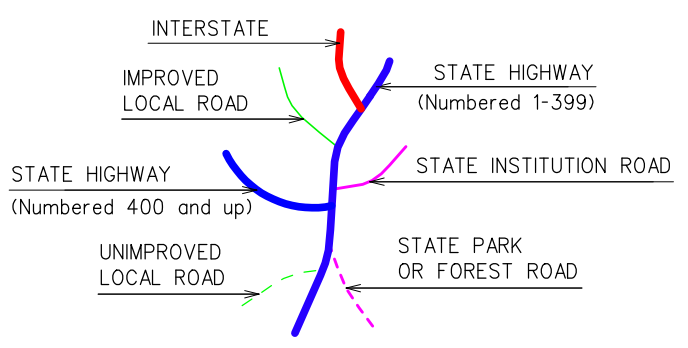 INTERSTATE
STATE HIGHWAY
(Numbered 1-399)
IMPROVED
LOCAL ROAD
STATE INSTITUTION ROAD
STATE HIGHWAY
(Numbered 400 and up)
UNIMPROVED
LOCAL ROAD
STATE PARK
OR FOREST ROAD